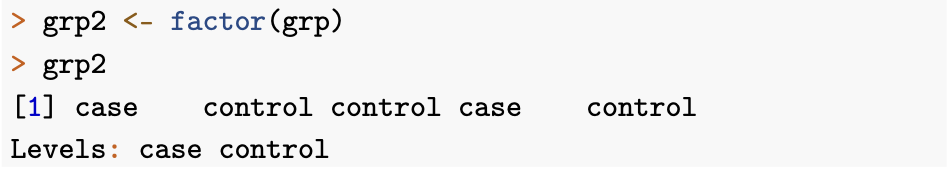 > grp2 <- factor(grp)
> grp2
[1] case    control control case    control
Levels: case control